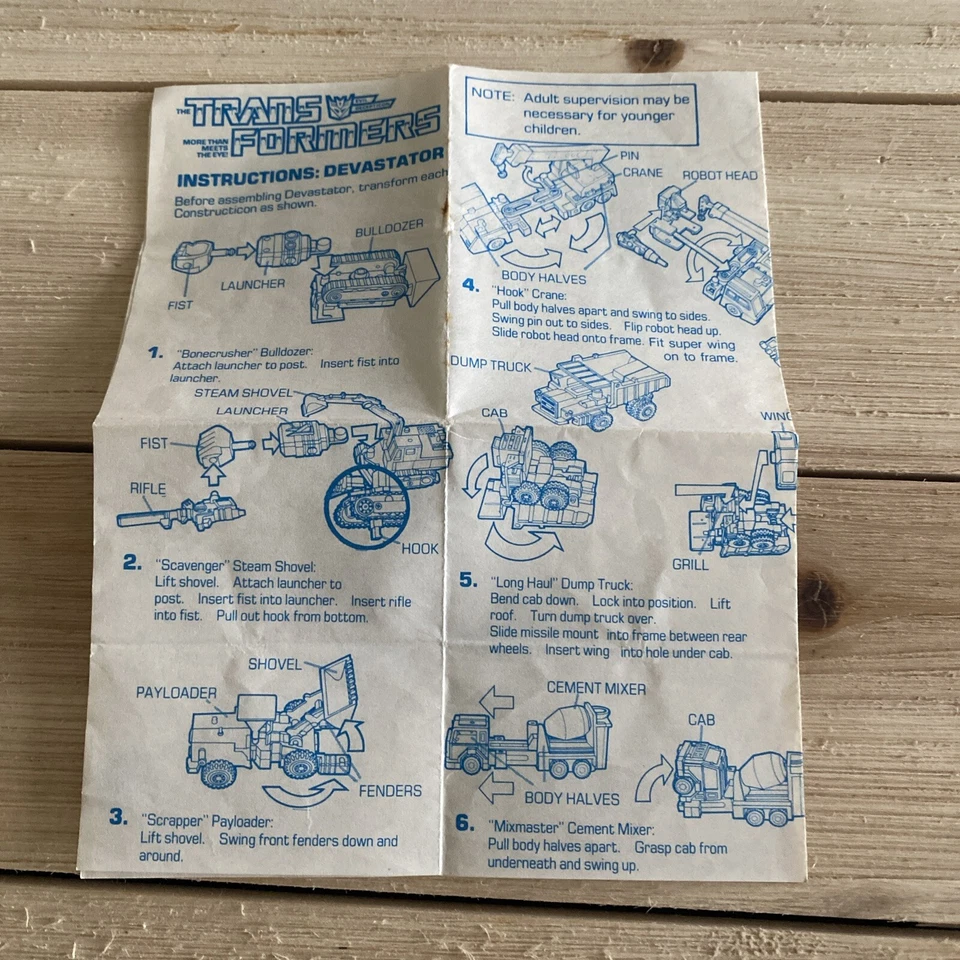 THE TRANS
FORMERS
MORE THAN
MEETS
THE EYE!
INSTRUCTIONS: DEVASTATOR
Before assembling Devastator, transform each
Constructicon as shown.
BULLDOZER
LAUNCHER
FIST
1. "Bonecrusher" Bulldozer:
Attach launcher to post. Insert fist into
launcher.
STEAM SHOVEL
LAUNCHER
FIST
RIFLE
HOOK
2. "Scavenger" Steam Shovel:
Lift shovel. Attach launcher to
post. Insert fist into launcher. Insert rifle
into fist. Pull out hook from bottom.
SHOVEL
PAYLOADER
FENDERS
3. "Scrapper" Payloader:
Lift shovel. Swing front fenders down and
around.
NOTE: Adult supervision may be
necessary for younger
children.
PIN
CRANE
ROBOT HEAD
BODY HALVES
4. "Hook" Crane:
Pull body halves apart and swing to sides.
Swing pin out to sides. Flip robot head up.
Slide robot head onto frame. Fit super wing
on to frame.
DUMP TRUCK
CAB
WING
GRILL
5. "Long Haul" Dump Truck:
Bend cab down. Lock into position. Lift
roof. Turn dump truck over.
Slide missile mount into frame between rear
wheels. Insert wing into hole under cab.
CEMENT MIXER
CAB
BODY HALVES
6. "Mixmaster" Cement Mixer:
Pull body halves apart. Grasp cab from
underneath and swing up.